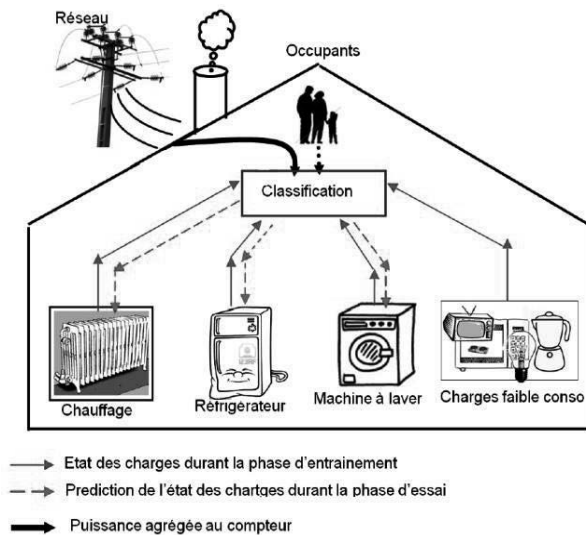 Réseau
Occupants
Classification
Chauffage
Réfrigérateur
Machine à laver
Charges faible conso
Etat des charges durant la phase d'entrainement
Prediction de l'état des chartges durant la phase d'essai
Puissance agrégée au compteur